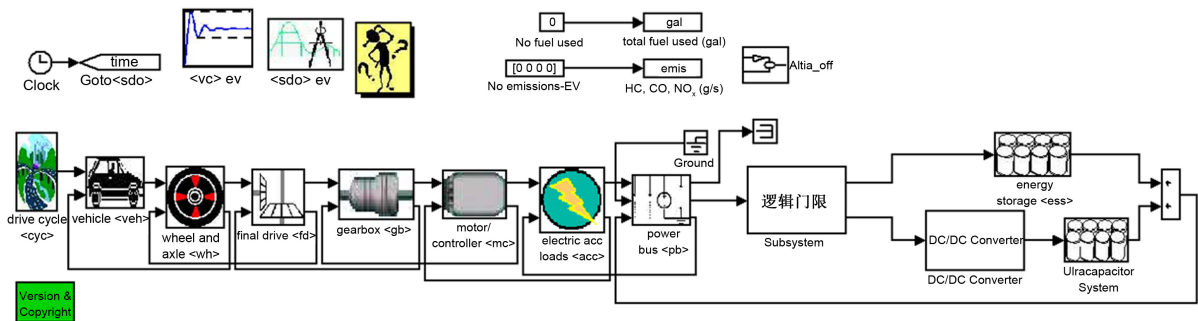 0
gal
No fuel used
total fuel used (gal)
time
Clock
Goto<sdo>
<vc> ev
<sdo> ev
[0 0 0 0]
emis
No emissions-EV
HC, CO, NOx (g/s)
Altia_off
Ground
drive cycle
<cyc>
vehicle <veh>
wheel and
axle <wh>
final drive <fd>
gearbox <gb>
motor/
controller <mc>
electric acc
loads <acc>
power
bus <pb>
逻辑门限
Subsystem
energy
storage <ess>
DC/DC Converter
DC/DC Converter
Ulracapacitor
System
+
+
Version &
Copyright